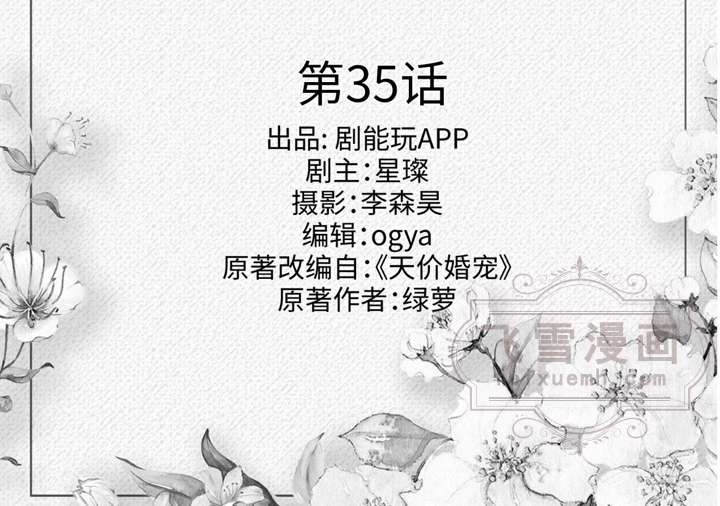 第35话
出品: 剧能玩APP
剧主:星璨
摄影:李森昊
编辑:ogya
原著改编自:《天价婚宠》
原著作者:绿萝
飞雪漫画